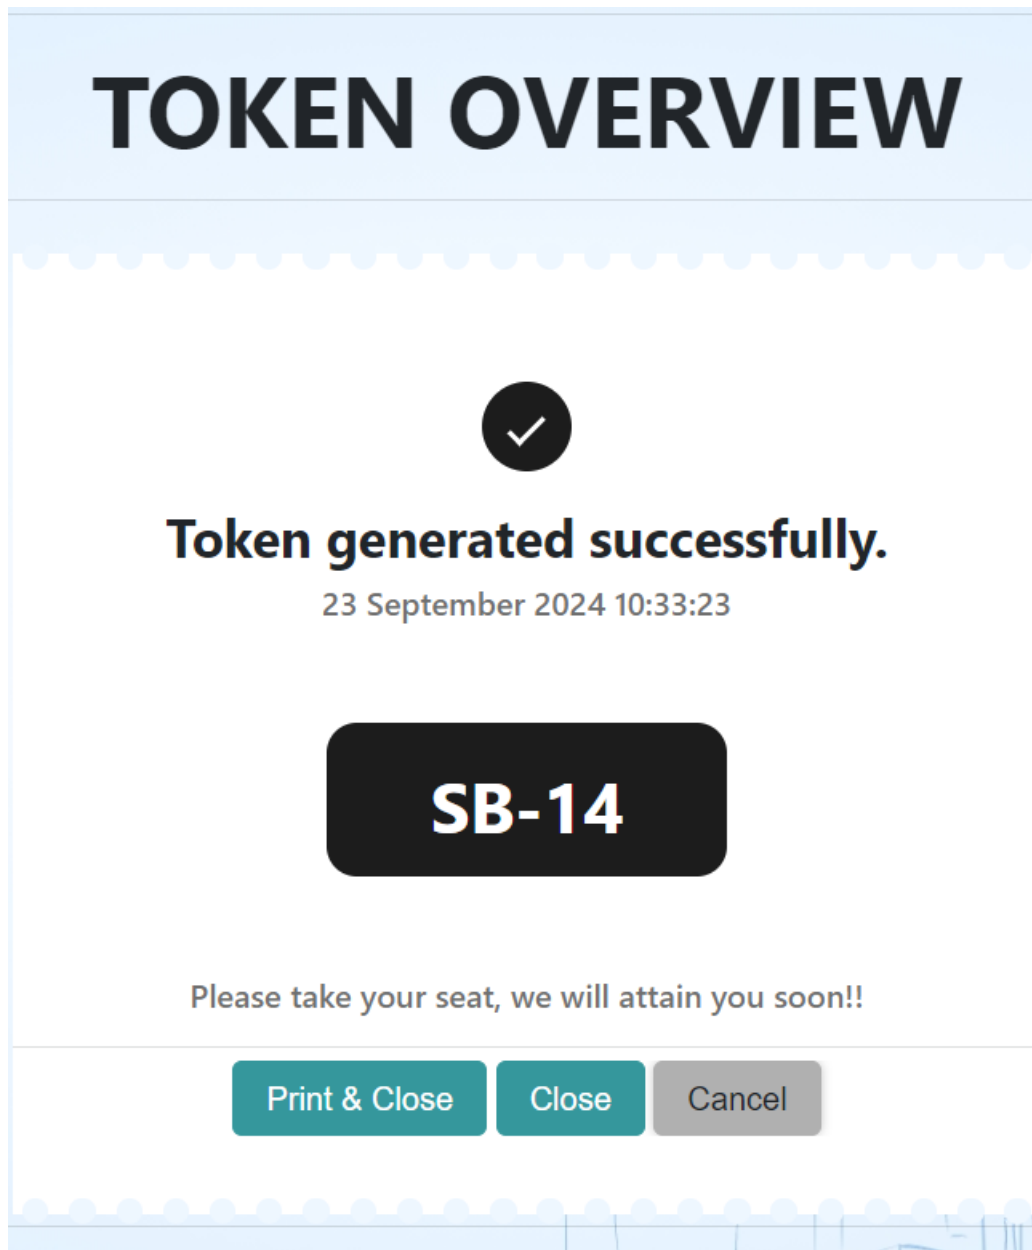 TOKEN OVERVIEW
Token generated successfully.
23 September 2024 10:33:23
SB-14
Please take your seat, we will attain you soon!!
Print & Close Close Cancel